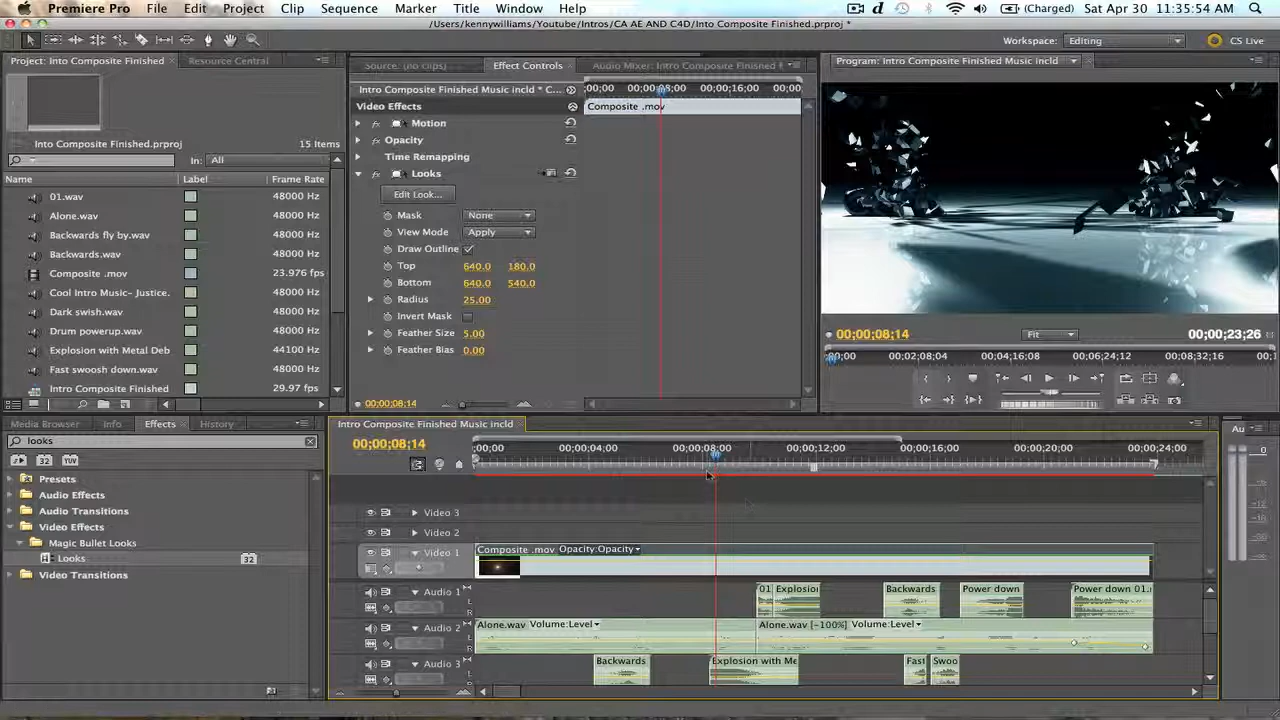 Premiere Pro File Edit Project Clip Sequence Marker Title Window Help (Charged) Sat Apr 30 11:35:54 AM
/Users/kennywilliams/Youtube/Intros/CA AE AND C4D/Into Composite Finished.prproj *
Workspace: Editing CS Live
Project: Into Composite Finished Resource Central
Into Composite Finished.prproj 15 Items
In: All
Name Label Frame Rate
01.wav 48000 Hz
Alone.wav 48000 Hz
Backwards fly by.wav 48000 Hz
Backwards.wav 48000 Hz
Composite .mov 23.976 fps
Cool Intro Music- Justice. 48000 Hz
Dark swish.wav 48000 Hz
Drum powerup.wav 48000 Hz
Explosion with Metal Deb 44100 Hz
Fast swoosh down.wav 48000 Hz
Intro Composite Finished 29.97 fps
Source: (no clips) Effect Controls Audio Mixer: Intro Composite Finished
Intro Composite Finished Music incld * C...
;00;00 00;00;08;00 00;00;16;00 00;00
Video Effects Composite .mov
Motion
Opacity
Time Remapping
Looks
Edit Look...
Mask None
View Mode Apply
Draw Outline
Top 640.0 180.0
Bottom 640.0 540.0
Radius 25.00
Invert Mask
Feather Size 5.00
Feather Bias 0.00
00;00;08;14
Program: Intro Composite Finished Music incld
00;00;08;14 Fit 00;00;23;26
00;00 00;02;08;04 00;04;16;08 00;06;24;12 00;08;32;16
Media Browser Info Effects History
looks
32 YUV
Presets
Audio Effects
Audio Transitions
Video Effects
Magic Bullet Looks
Looks 32
Video Transitions
Intro Composite Finished Music incld
00;00;08;14
;00;00 00;00;04;00 00;00;08;00 00;00;12;00 00;00;16;00 00;00;20;00 00;00;24;00
Video 3
Video 2
Video 1 Composite .mov Opacity:Opacity
Audio 1 01 Explosion Backwards Power down Power down 01.
L
R
Audio 2 Alone.wav Volume:Level Alone.wav [-100%] Volume:Level
L
R
Audio 3 Backwards Explosion with Me Fast Swoo
L
R
Au
0